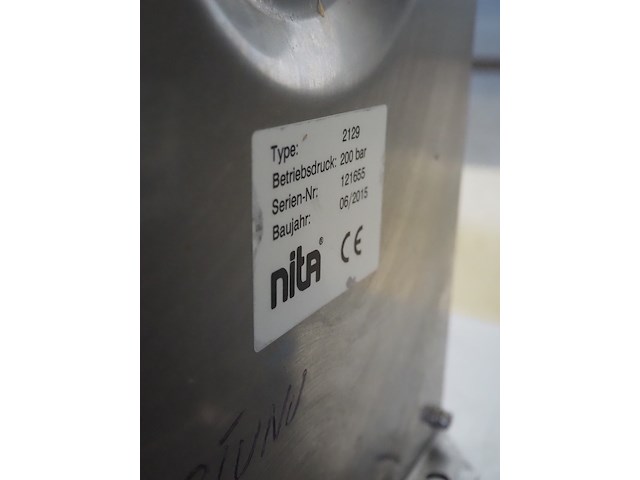 Type: 2129
Betriebsdruck: 200 bar
Serien-Nr: 121655
Baujahr: 06/2015
nita® CE